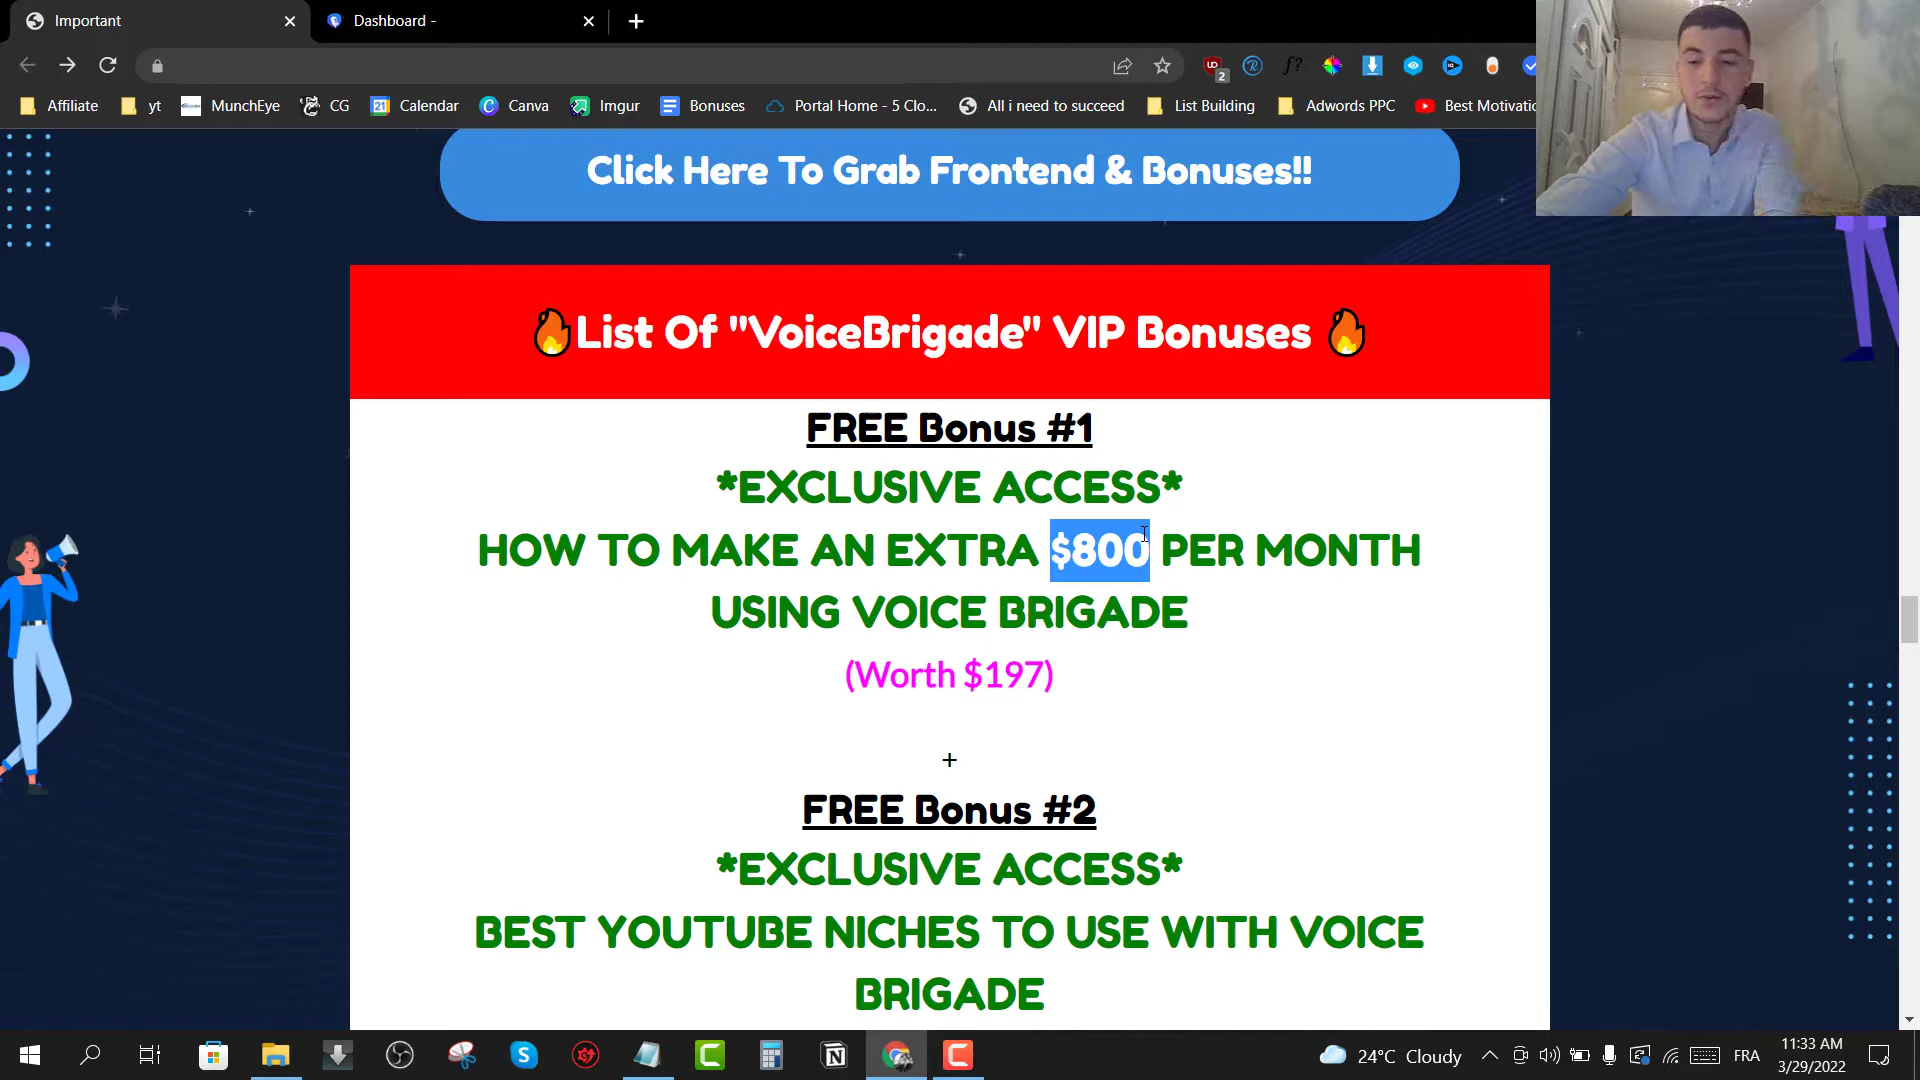 Important
Dashboard -
2
Affiliate
yt
MunchEye
CG
Calendar
Canva
Imgur
Bonuses
Portal Home - 5 Clo...
All i need to succeed
List Building
Adwords PPC
Best Motivatio
Click Here To Grab Frontend & Bonuses!!
🔥List Of "VoiceBrigade" VIP Bonuses 🔥
FREE Bonus #1
*EXCLUSIVE ACCESS*
HOW TO MAKE AN EXTRA $800 PER MONTH
USING VOICE BRIGADE
(Worth $197)
+
FREE Bonus #2
*EXCLUSIVE ACCESS*
BEST YOUTUBE NICHES TO USE WITH VOICE
BRIGADE
24°C Cloudy
FRA
11:33 AM
3/29/2022